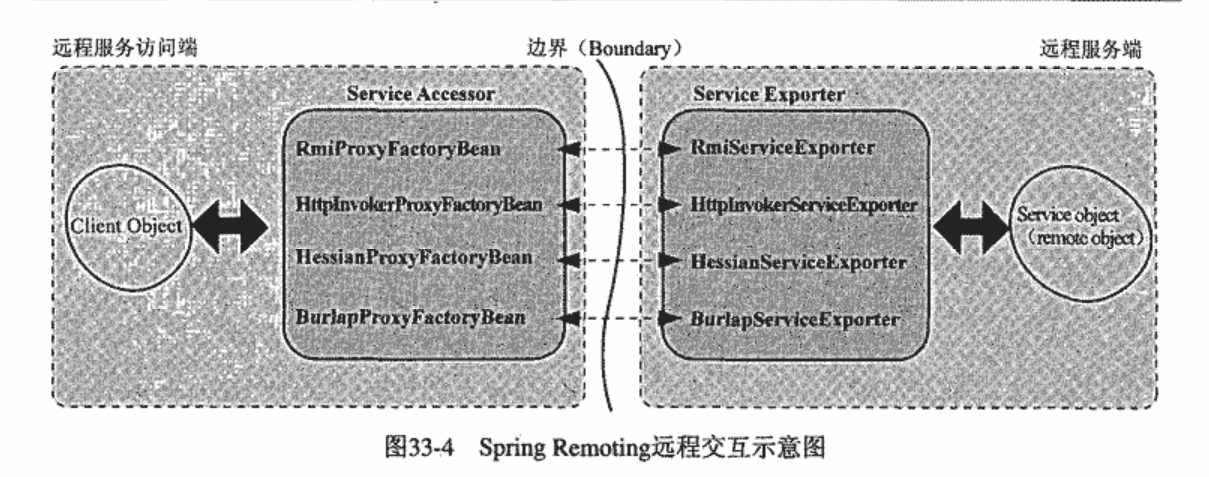 远程服务访问端
边界（Boundary）
远程服务端
Service Accessor
Service Exporter
RmiProxyFactoryBean
RmiServiceExporter
HttpInvokerProxyFactoryBean
HttpInvokerServiceExporter
Client Object
Service object
（remote object）
HessianProxyFactoryBean
HessianServiceExporter
BurlapProxyFactoryBean
BurlapServiceExporter
图33-4 Spring Remoting远程交互示意图